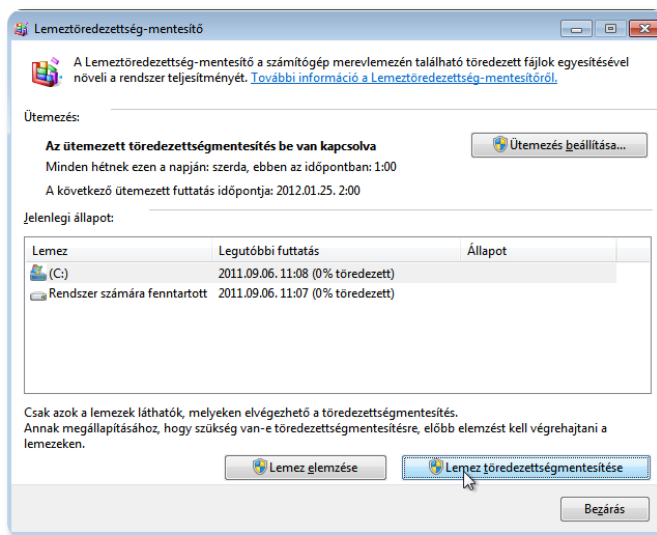 Lemeztöredezettség-mentesítő
A Lemeztöredezettség-mentesítő a számítógép merevlemezén található töredezett fájlok egyesítésével
növeli a rendszer teljesítményét. További információ a Lemeztöredezettség-mentesítőről.
Ütemezés:
Az ütemezett töredezettségmentesítés be van kapcsolva
Ütemezés beállítása...
Minden hétnek ezen a napján: szerda, ebben az időpontban: 1:00
A következő ütemezett futtatás időpontja: 2012.01.25. 2:00
Jelenlegi állapot:
Lemez Legutóbbi futtatás Állapot
(C:) 2011.09.06. 11:08 (0% töredezett)
Rendszer számára fenntartott 2011.09.06. 11:07 (0% töredezett)
Csak azok a lemezek láthatók, melyeken elvégezhető a töredezettségmentesítés.
Annak megállapításához, hogy szükség van-e töredezettségmentesítésre, előbb elemzést kell végrehajtani a
lemezeken.
Lemez elemzése Lemez töredezettségmentesítése
Bezárás